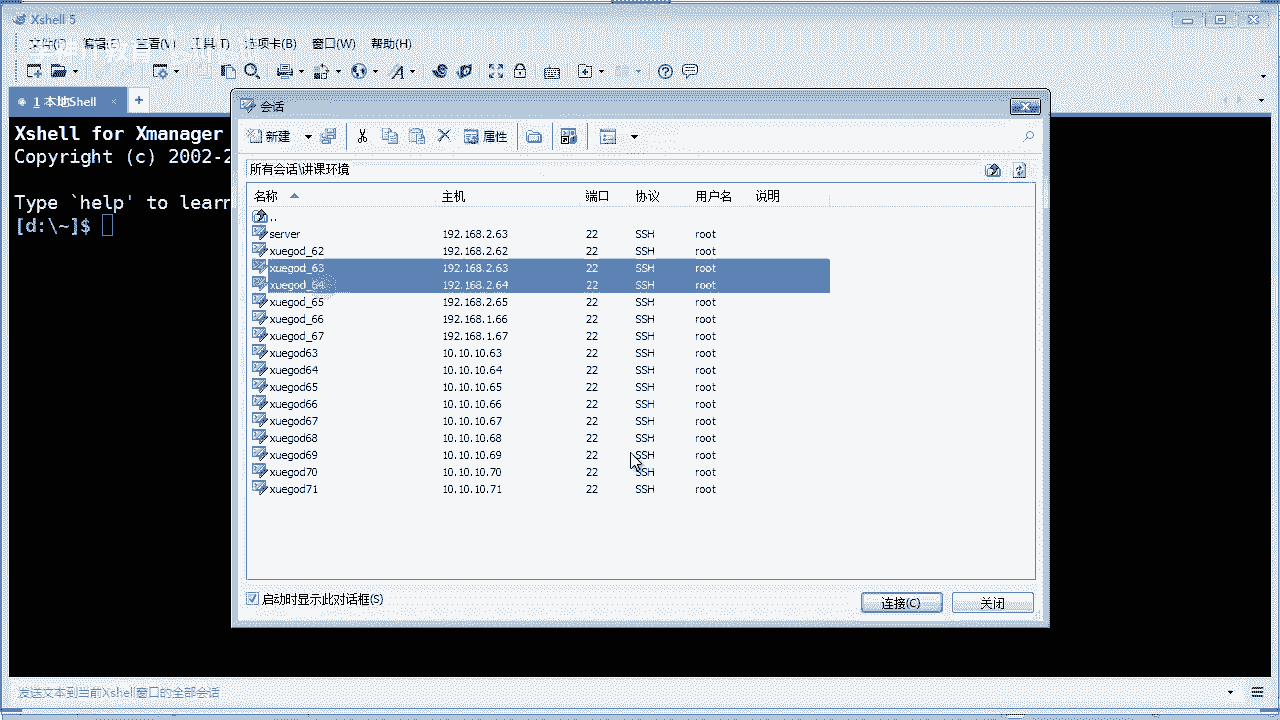 Xshell 5
工具(T) 选项卡(B) 窗口(W) 帮助(H)
1 本地Shell
Xshell for Xmanager
Copyright (c) 2002-2
Type `help' to learn
[d:\~]$
会话
新建 属性
所有会话\讲课环境
名称 主机 端口 协议 用户名 说明
..
server 192.168.2.63 22 SSH root
xuegod_62 192.168.2.62 22 SSH root
xuegod_63 192.168.2.63 22 SSH root
xuegod_64 192.168.2.64 22 SSH root
xuegod_65 192.168.2.65 22 SSH root
xuegod_66 192.168.1.66 22 SSH root
xuegod_67 192.168.1.67 22 SSH root
xuegod63 10.10.10.63 22 SSH root
xuegod64 10.10.10.64 22 SSH root
xuegod65 10.10.10.65 22 SSH root
xuegod66 10.10.10.66 22 SSH root
xuegod67 10.10.10.67 22 SSH root
xuegod68 10.10.10.68 22 SSH root
xuegod69 10.10.10.69 22 SSH root
xuegod70 10.10.10.70 22 SSH root
xuegod71 10.10.10.71 22 SSH root
启动时显示此对话框(S)
连接(C) 关闭
发送文本到当前Xshell窗口的全部会话